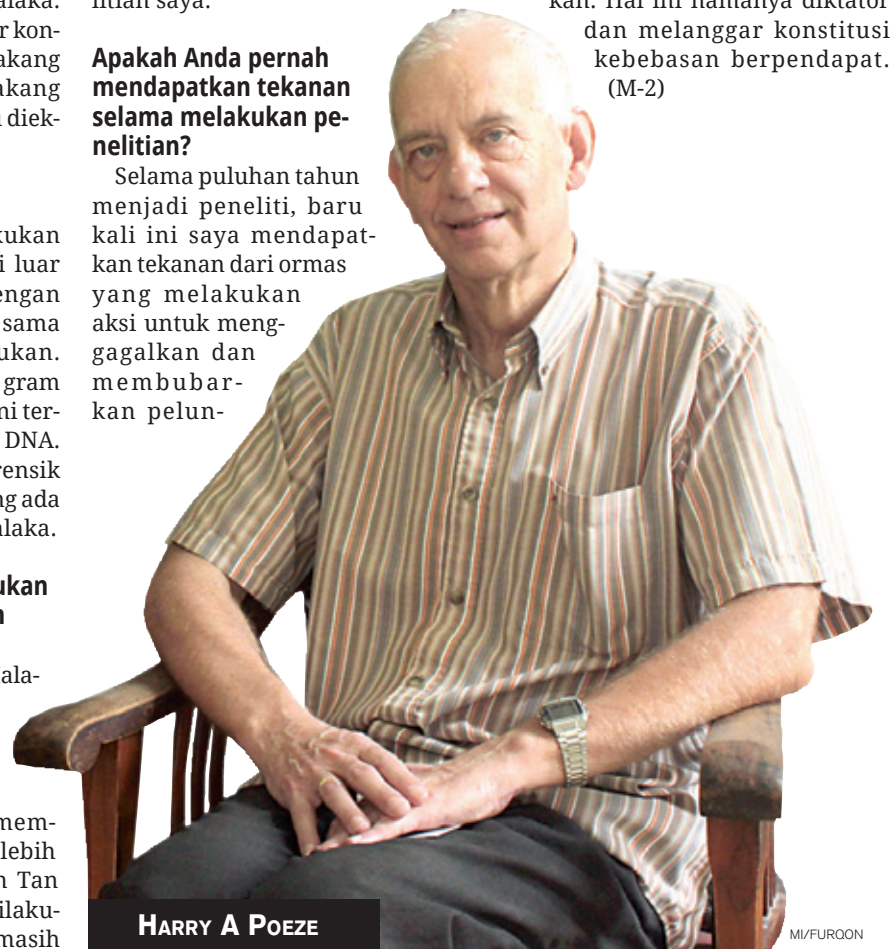 alaka.
r kon-
akang
akang
diek-
kukan
i luar
engan
sama
ukan.
gram
ni ter-
DNA.
rensik
ng ada
alaka.
ukan
n
ala-
mem-
lebih
n Tan
ilaku-
masih
litian saya.
Apakah Anda pernah
mendapatkan tekanan
selama melakukan pe-
nelitian?
Selama puluhan tahun
menjadi peneliti, baru
kali ini saya mendapat-
kan tekanan dari ormas
yang melakukan
aksi untuk meng-
gagalkan dan
membubar-
kan pelun-
kan. Hal ini namanya diktator
dan melanggar konstitusi
kebebasan berpendapat.
(M-2)
HARRY A POEZE
MI/FURQON